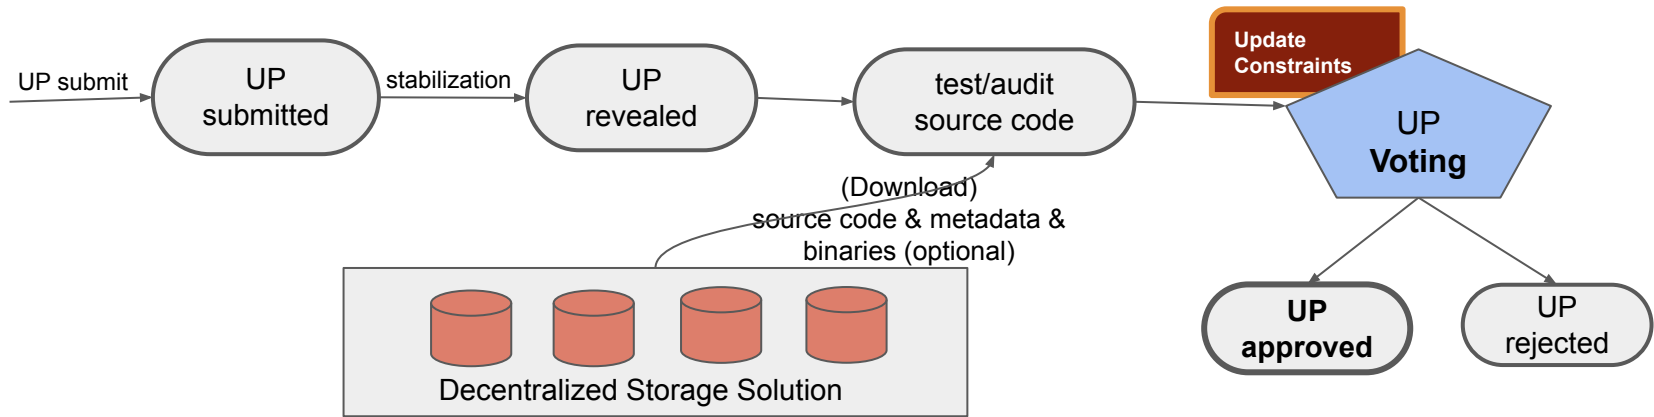 UP submit
UP
submitted
stabilization
UP
revealed
test/audit
source code
Update
Constraints
UP
Voting
(Download)
source code & metadata &
binaries (optional)
Decentralized Storage Solution
UP
approved
UP
rejected